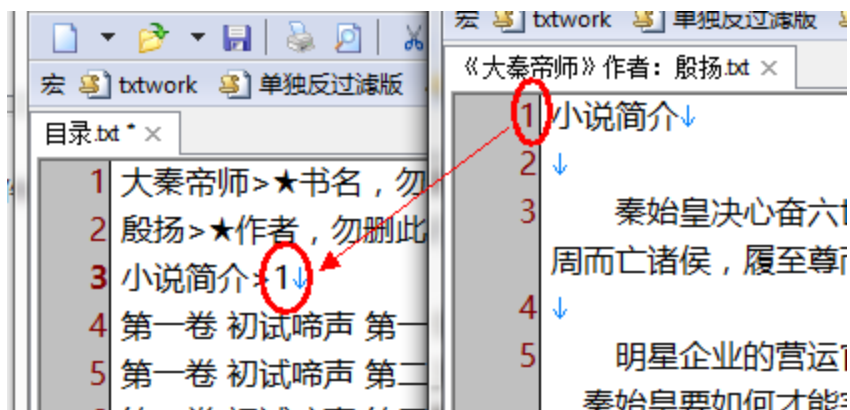 宏 txtwork 单独反过滤版
目录.txt *
1 大秦帝师>★书名，勿
2 殷扬>★作者，勿删此
3 小说简介>1↓
4 第一卷 初试啼声 第一
5 第一卷 初试啼声 第二
宏 txtwork 单独反过滤版
《大秦帝师》作者：殷扬.txt
1 小说简介↓
2 ↓
3 秦始皇决心奋六世
周而亡诸侯，履至尊而
4 ↓
5 明星企业的营运官
秦始皇要如何才能